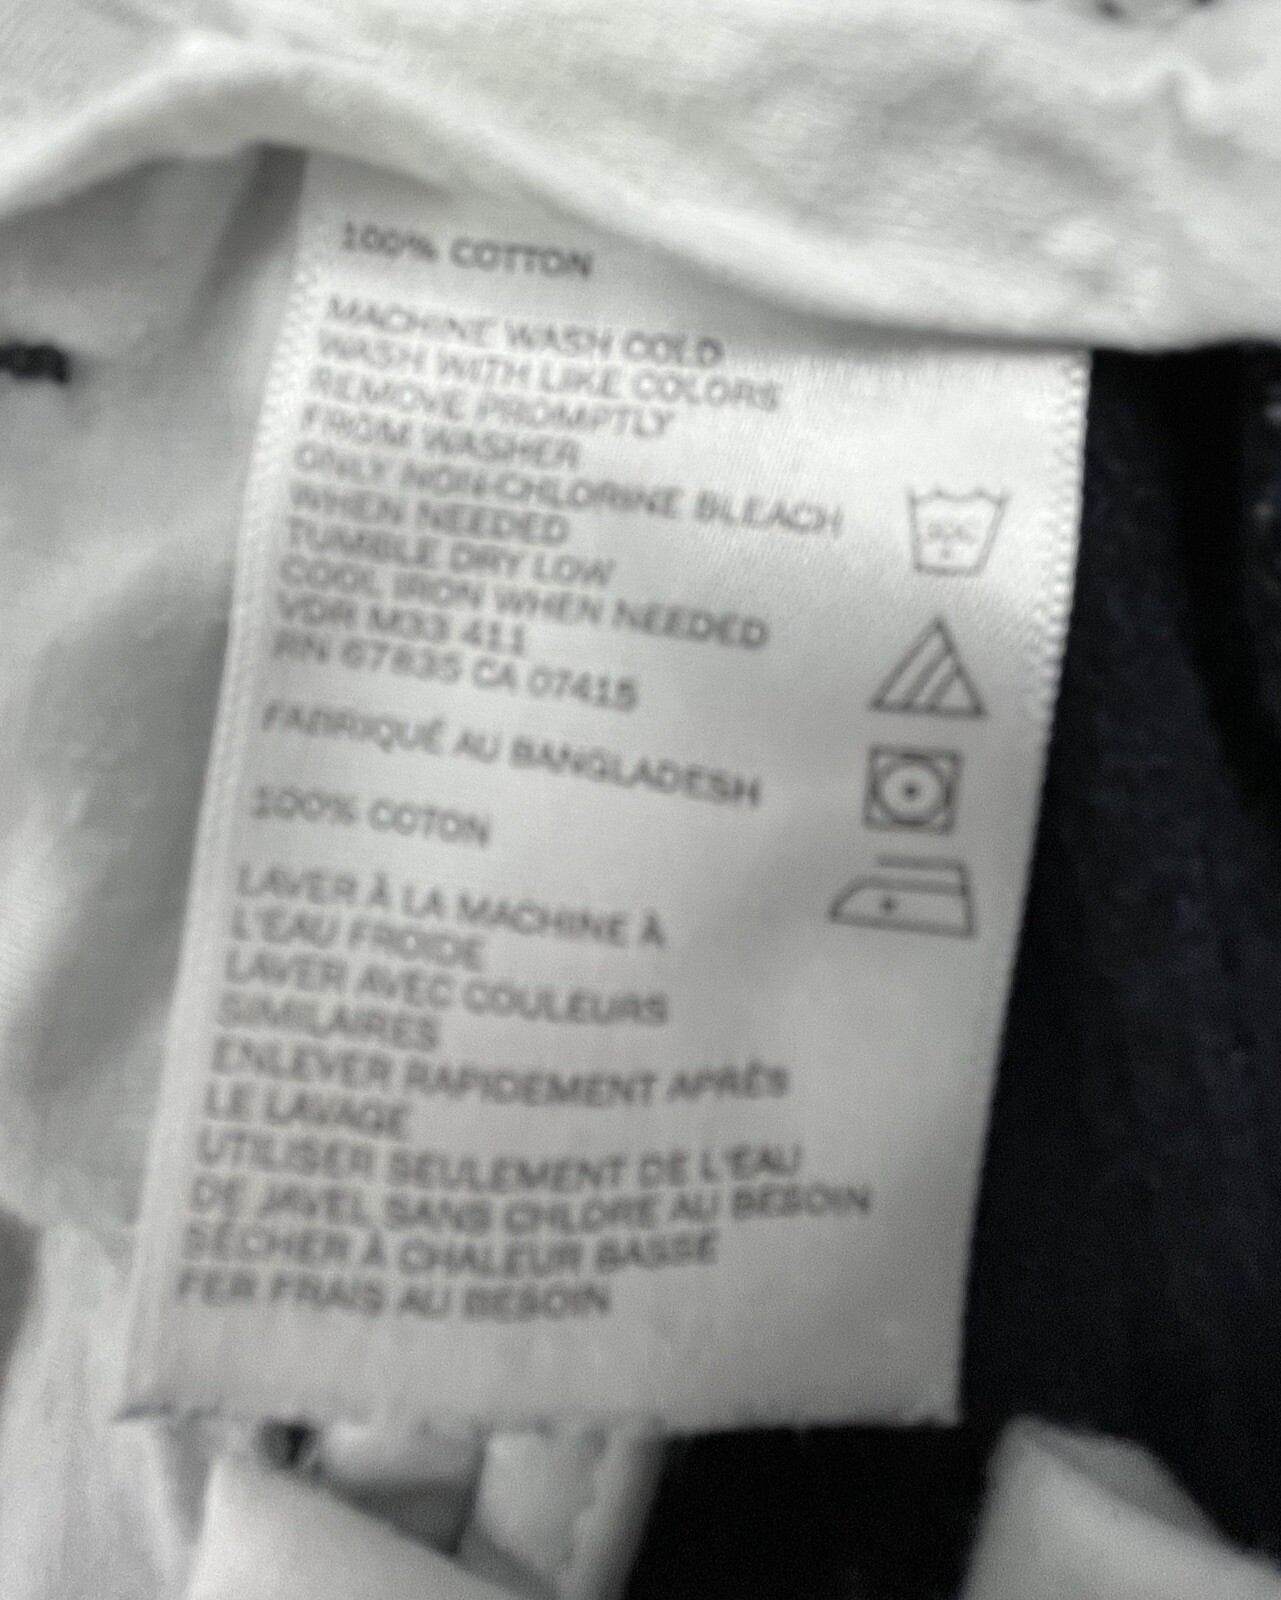 100% COTTON
MACHINE WASH COLD
WASH WITH LIKE COLORS
REMOVE PROMPTLY
FROM WASHER
ONLY NON-CHLORINE BLEACH
WHEN NEEDED
TUMBLE DRY LOW
COOL IRON WHEN NEEDED
VDR M33 411
RN 67835 CA 07415
FABRIQUÉ AU BANGLADESH
100% COTON
LAVER À LA MACHINE À
L'EAU FROIDE
LAVER AVEC COULEURS
SIMILAIRES
ENLEVER RAPIDEMENT APRÈS
LE LAVAGE
UTILISER SEULEMENT DE L'EAU
DE JAVEL SANS CHLORE AU BESOIN
SÉCHER À CHALEUR BASSE
FER FRAIS AU BESOIN